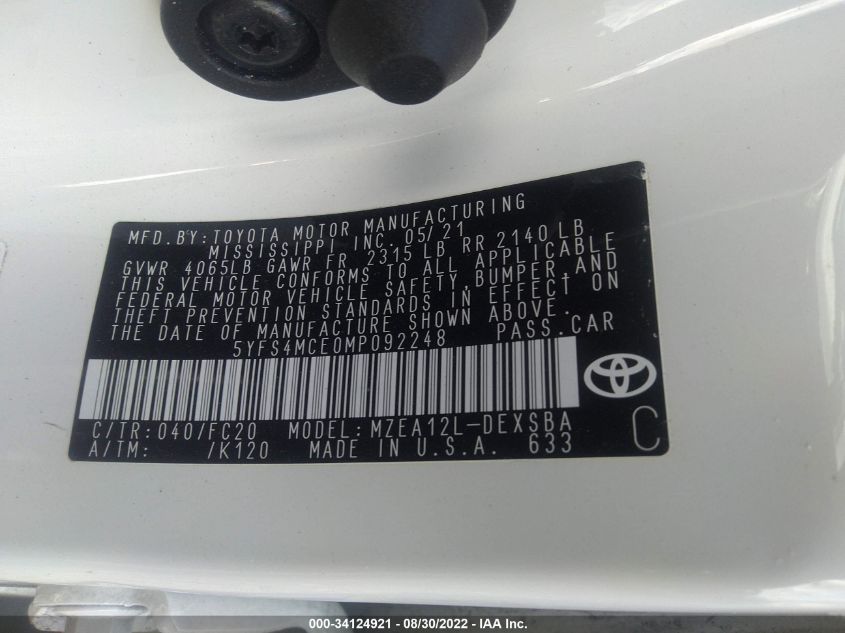 MFD. BY: TOYOTA MOTOR MANUFACTURING
MISSISSIPPI INC. 05/21
GVWR 4065LB GAWR FR 2315 LB RR 2140 LB
THIS VEHICLE CONFORMS TO ALL APPLICABLE
FEDERAL MOTOR VEHICLE SAFETY, BUMPER, AND
THEFT PREVENTION STANDARDS IN EFFECT ON
THE DATE OF MANUFACTURE SHOWN ABOVE.
5YFS4MCE0MP092248 PASS. CAR
C/TR: 040/FC20 MODEL: MZEA12L-DEXSBA
A/TM: /K120 MADE IN U.S.A. 633
C
000-34124921 - 08/30/2022 - IAA Inc.